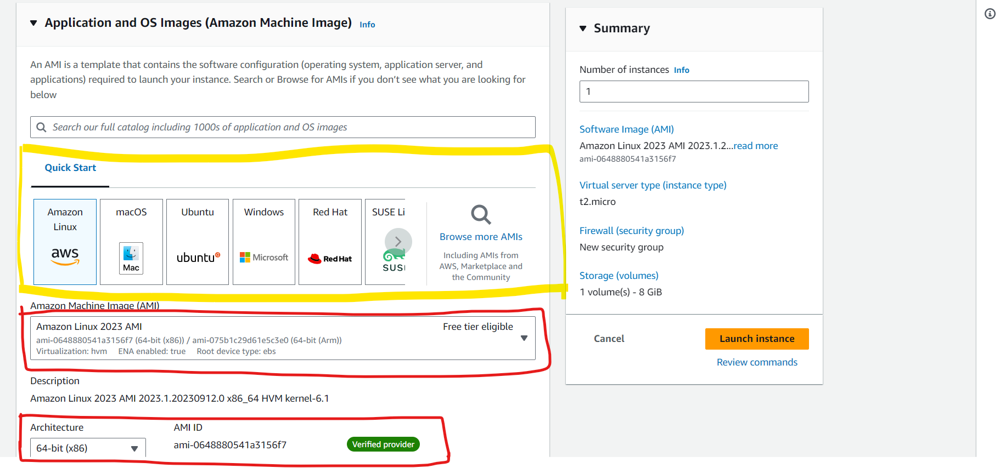 Application and OS Images (Amazon Machine Image) Info
An AMI is a template that contains the software configuration (operating system, application server, and
applications) required to launch your instance. Search or Browse for AMIs if you don’t see what you are looking for
below
Search our full catalog including 1000s of application and OS images
Quick Start
Amazon
Linux
aws
macOS
Mac
Ubuntu
ubuntu
Windows
Microsoft
Red Hat
Red Hat
SUSE Li
SUS
Browse more AMIs
Including AMIs from
AWS, Marketplace and
the Community
Amazon Machine Image (AMI)
Amazon Linux 2023 AMI
Free tier eligible
ami-0648880541a3156f7 (64-bit (x86)) / ami-075b1c29d61e5c3e0 (64-bit (Arm))
Virtualization: hvm ENA enabled: true Root device type: ebs
Description
Amazon Linux 2023 AMI 2023.1.20230912.0 x86_64 HVM kernel-6.1
Architecture
64-bit (x86)
AMI ID
ami-0648880541a3156f7
Verified provider
Summary
Number of instances Info
1
Software Image (AMI)
Amazon Linux 2023 AMI 2023.1.2...read more
ami-0648880541a3156f7
Virtual server type (instance type)
t2.micro
Firewall (security group)
New security group
Storage (volumes)
1 volume(s) - 8 GiB
Cancel
Launch instance
Review commands